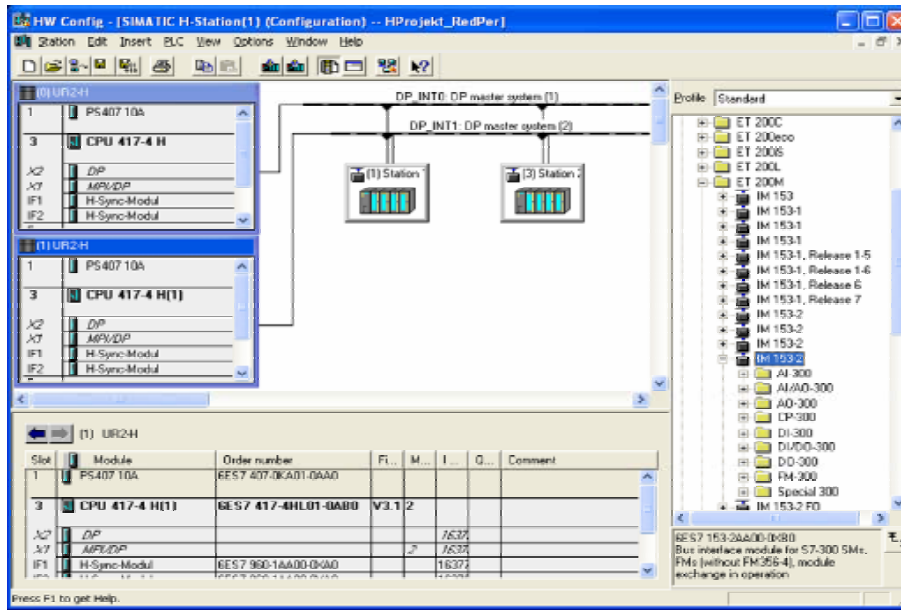 HW Config - [SIMATIC H-Station(1) (Configuration) -- HProjekt_RedPer]
Station Edit Insert PLC View Options Window Help
(0) UR2-H
1 PS407 10A
3 CPU 417-4 H
X2 DP
X1 MPI/DP
IF1 H-Sync-Modul
IF2 H-Sync-Modul
(1) UR2-H
1 PS407 10A
3 CPU 417-4 H(1)
X2 DP
X1 MPI/DP
IF1 H-Sync-Modul
IF2 H-Sync-Modul
DP_INT0: DP master system (1)
DP_INT1: DP master system (2)
(1) Station
(3) Station 2
Profile Standard
ET 200C
ET 200eco
ET 200iS
ET 200L
ET 200M
IM 153
IM 153-1
IM 153-1
IM 153-1
IM 153-1, Release 1-5
IM 153-1, Release 1-6
IM 153-1, Release 6
IM 153-1, Release 7
IM 153-2
IM 153-2
IM 153-2
IM 153-2
AI-300
AI/AO-300
AO-300
CP-300
DI-300
DI/DO-300
DO-300
FM-300
Special 300
IM 153-2 FO
(1) UR2-H
Slot Module Order number Fi... M... I... Q... Comment
1 PS407 10A 6ES7 407-0KA01-0AA0
3 CPU 417-4 H(1) 6ES7 417-4HL01-0AB0 V3.1 2
X2 DP 1637
X1 MPI/DP 2 1637
IF1 H-Sync-Modul 6ES7 960-1AA00-0XA0 1637
6ES7 153-2AA00-0XB0
Bus interface module for S7-300 SMs,
FMs (without FM356-4), module
exchange in operation
Press F1 to get Help.